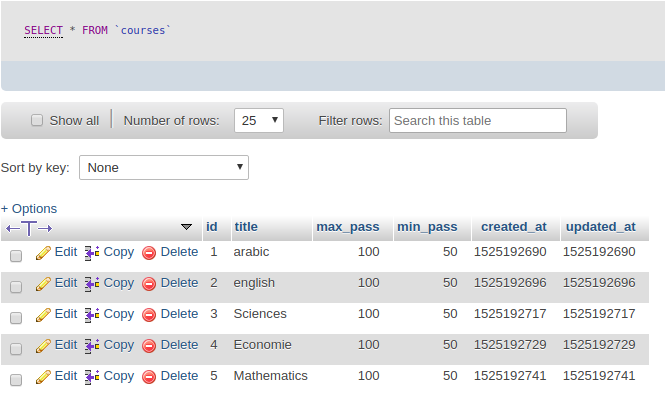 SELECT * FROM `courses`
Show all Number of rows: 25 Filter rows: Search this table
Sort by key: None
+ Options
id title max_pass min_pass created_at updated_at
Edit Copy Delete 1 arabic 100 50 1525192690 1525192690
Edit Copy Delete 2 english 100 50 1525192696 1525192696
Edit Copy Delete 3 Sciences 100 50 1525192717 1525192717
Edit Copy Delete 4 Economie 100 50 1525192729 1525192729
Edit Copy Delete 5 Mathematics 100 50 1525192741 1525192741